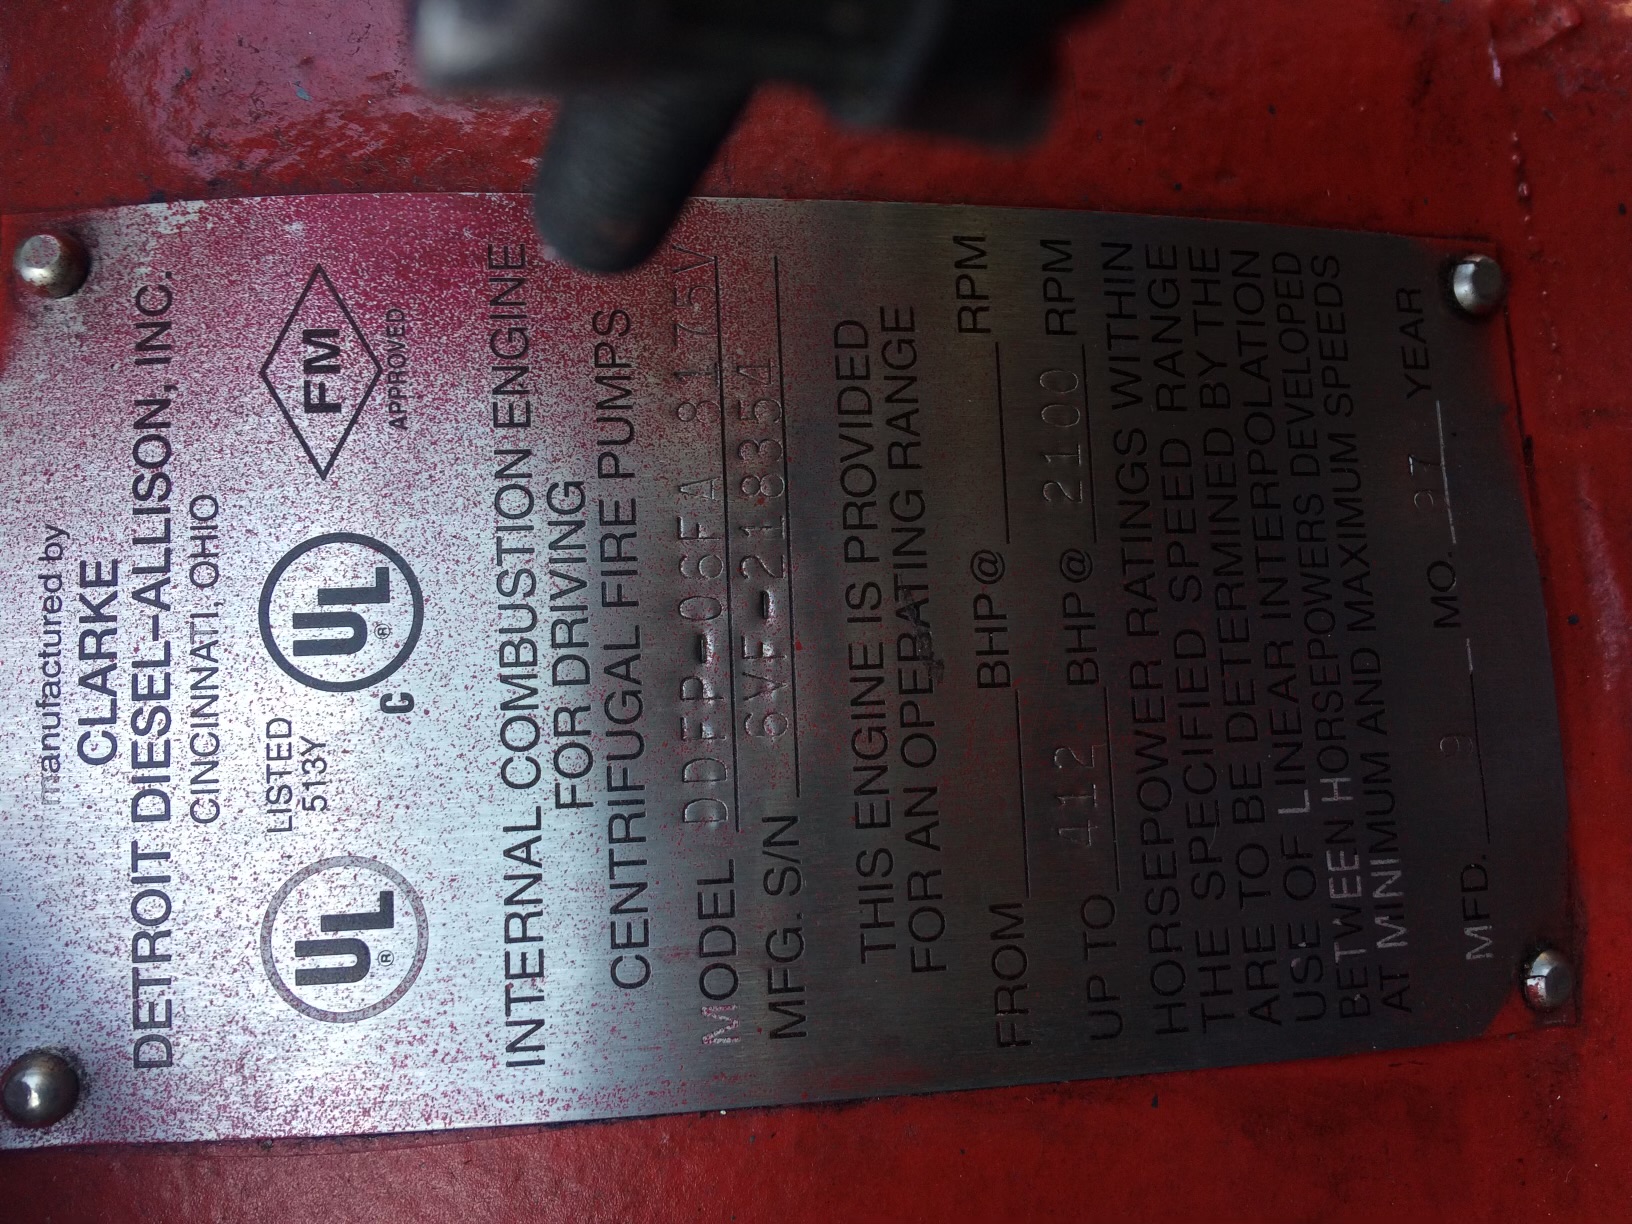 manufactured by
CLARKE
DETROIT DIESEL-ALLISON, INC.
CINCINNATI, OHIO
UL ®
LISTED
513Y
C UL ®
FM
APPROVED
INTERNAL COMBUSTION ENGINE
FOR DRIVING
CENTRIFUGAL FIRE PUMPS
MODEL DDFP-06FA 8175V
MFG. S/N 6VF-218354
THIS ENGINE IS PROVIDED
FOR AN OPERATING RANGE
FROM BHP@ RPM
UP TO 412 BHP@ 2100 RPM
HORSEPOWER RATINGS WITHIN
THE SPECIFIED SPEED RANGE
ARE TO BE DETERMINED BY THE
USE OF LINEAR INTERPOLATION
BETWEEN HORSEPOWERS DEVELOPED
AT MINIMUM AND MAXIMUM SPEEDS
MFD. 9 MO. YEAR